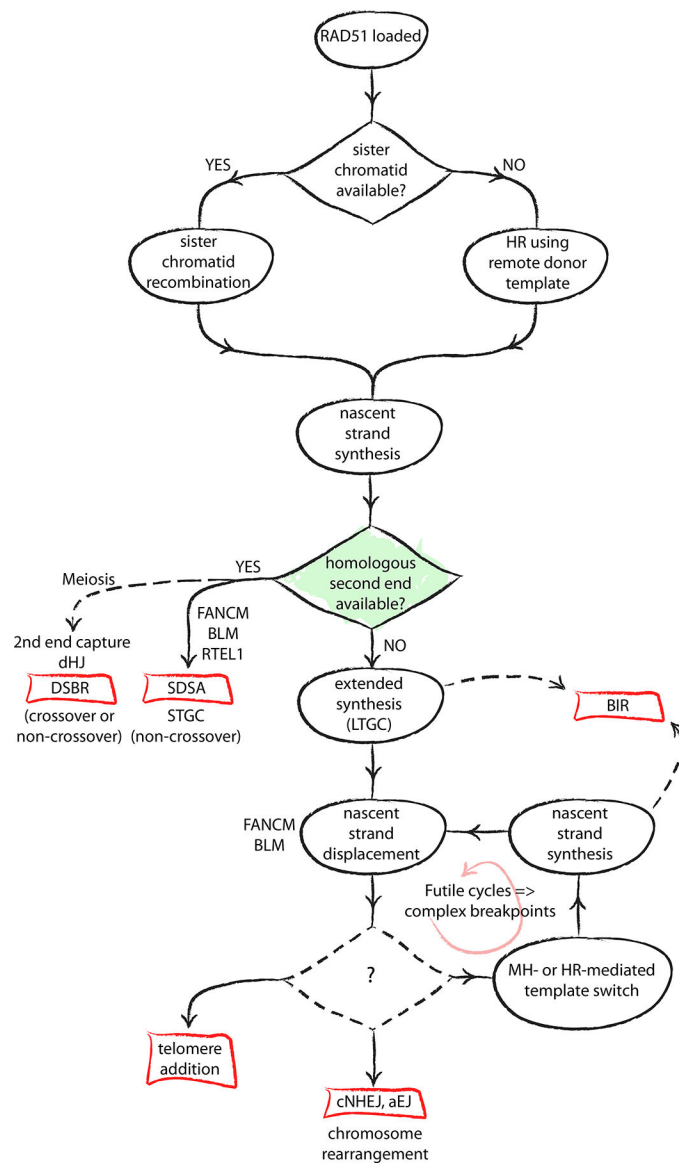 RAD51 loaded
sister
chromatid
available?
YES
NO
sister
chromatid
recombination
HR using
remote donor
template
nascent
strand
synthesis
homologous
second end
available?
YES
Meiosis
FANCM
BLM
RTEL1
2nd end capture
dHJ
DSBR
(crossover or
non-crossover)
SDSA
STGC
(non-crossover)
NO
extended
synthesis
(LTGC)
BIR
FANCM
BLM
nascent
strand
displacement
nascent
strand
synthesis
Futile cycles =>
complex breakpoints
?
MH- or HR-mediated
template switch
telomere
addition
cNHEJ, aEJ
chromosome
rearrangement